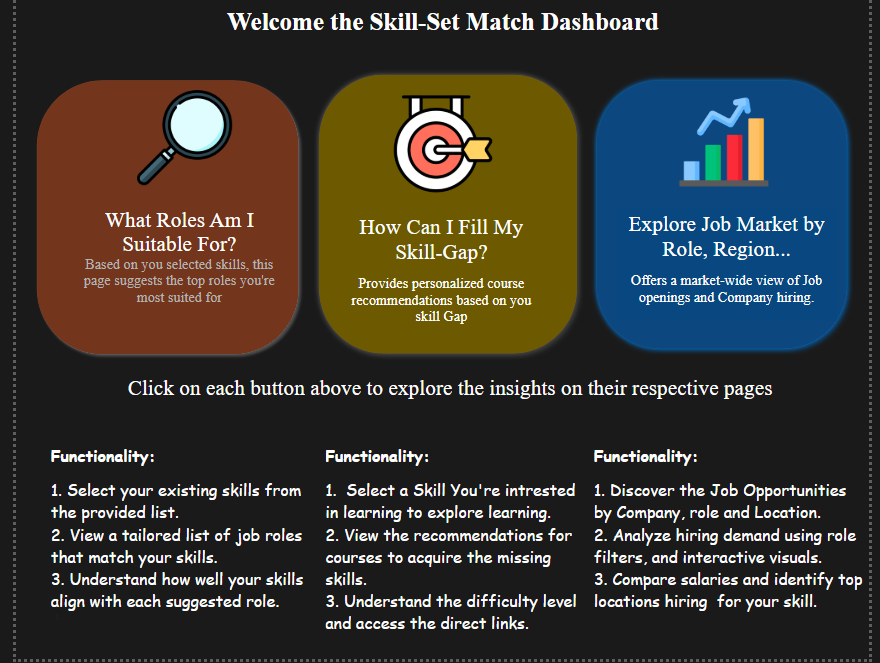 Welcome the Skill-Set Match Dashboard
What Roles Am I
Suitable For?
Based on you selected skills, this
page suggests the top roles you're
most suited for
How Can I Fill My
Skill-Gap?
Provides personalized course
recommendations based on you
skill Gap
Explore Job Market by
Role, Region...
Offers a market-wide view of Job
openings and Company hiring.
Click on each button above to explore the insights on their respective pages
Functionality:
1. Select your existing skills from
the provided list.
2. View a tailored list of job roles
that match your skills.
3. Understand how well your skills
align with each suggested role.
Functionality:
1.  Select a Skill You're intrested
in learning to explore learning.
2. View the recommendations for
courses to acquire the missing
skills.
3. Understand the difficulty level
and access the direct links.
Functionality:
1. Discover the Job Opportunities
by Company, role and Location.
2. Analyze hiring demand using role
filters, and interactive visuals.
3. Compare salaries and identify top
locations hiring  for your skill.